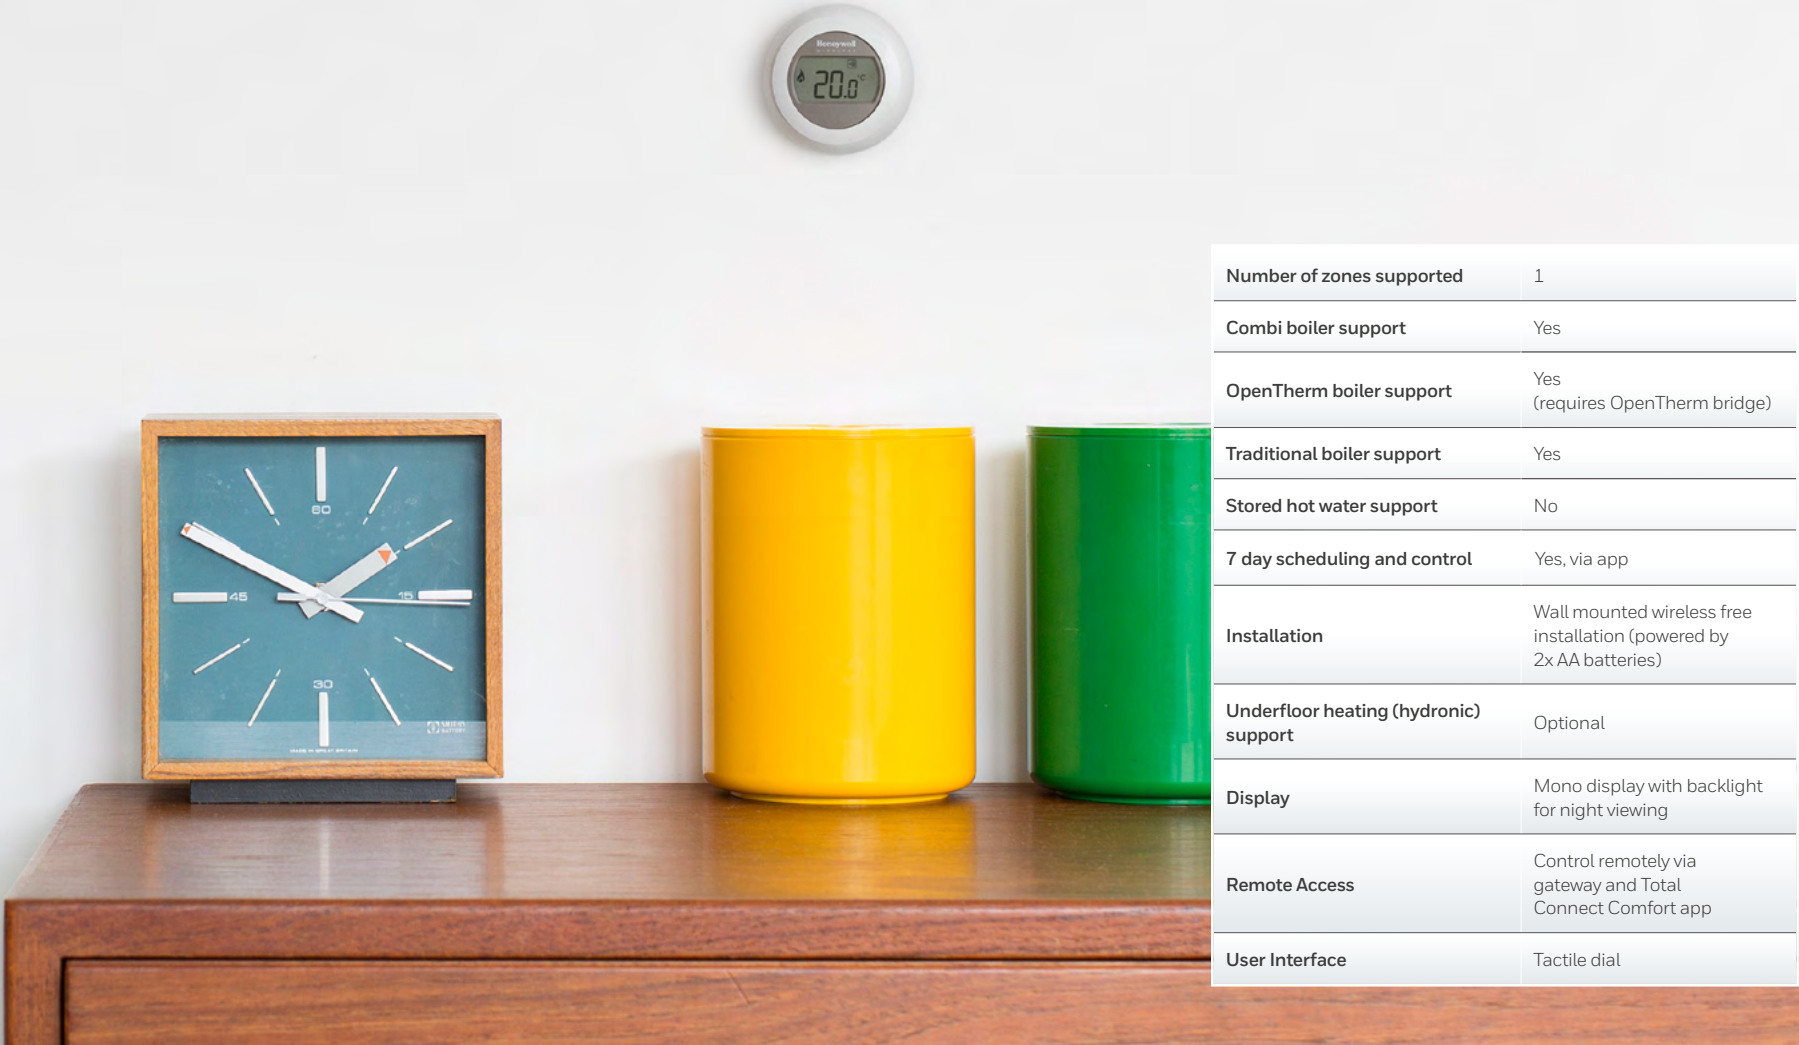 Honeywell
20.0°C
60
45
15
30
MADE IN GREAT BRITAIN
Number of zones supported 1
Combi boiler support Yes
OpenTherm boiler support Yes
(requires OpenTherm bridge)
Traditional boiler support Yes
Stored hot water support No
7 day scheduling and control Yes, via app
Installation Wall mounted wireless free
installation (powered by
2x AA batteries)
Underfloor heating (hydronic)
support Optional
Display Mono display with backlight
for night viewing
Remote Access Control remotely via
gateway and Total
Connect Comfort app
User Interface Tactile dial